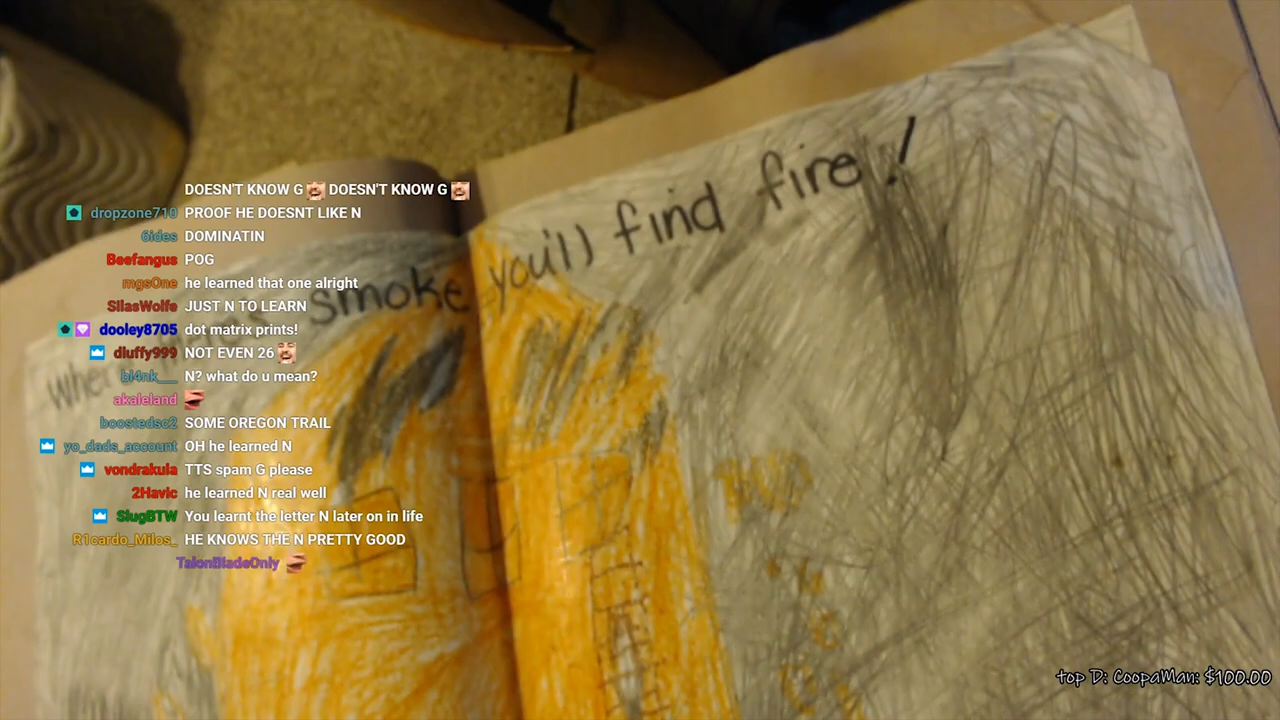 DOESN'T KNOW G DOESN'T KNOW G
dropzone710 PROOF HE DOESNT LIKE N
6ides DOMINATIN
Beefangus POG
mgsOne he learned that one alright
SilasWolfe JUST N TO LEARN
dooley8705 dot matrix prints!
dluffy999 NOT EVEN 26
bl4nk__ N? what do u mean?
akaleland
boostedsc2 SOME OREGON TRAIL
yo_dads_account OH he learned N
vondrakula TTS spam G please
2Havic he learned N real well
SlugBTW You learnt the letter N later on in life
R1cardo_Milos_ HE KNOWS THE N PRETTY GOOD
TalonBladeOnly
smoke you'll find fire!
top D: CoopaMan: $100.00